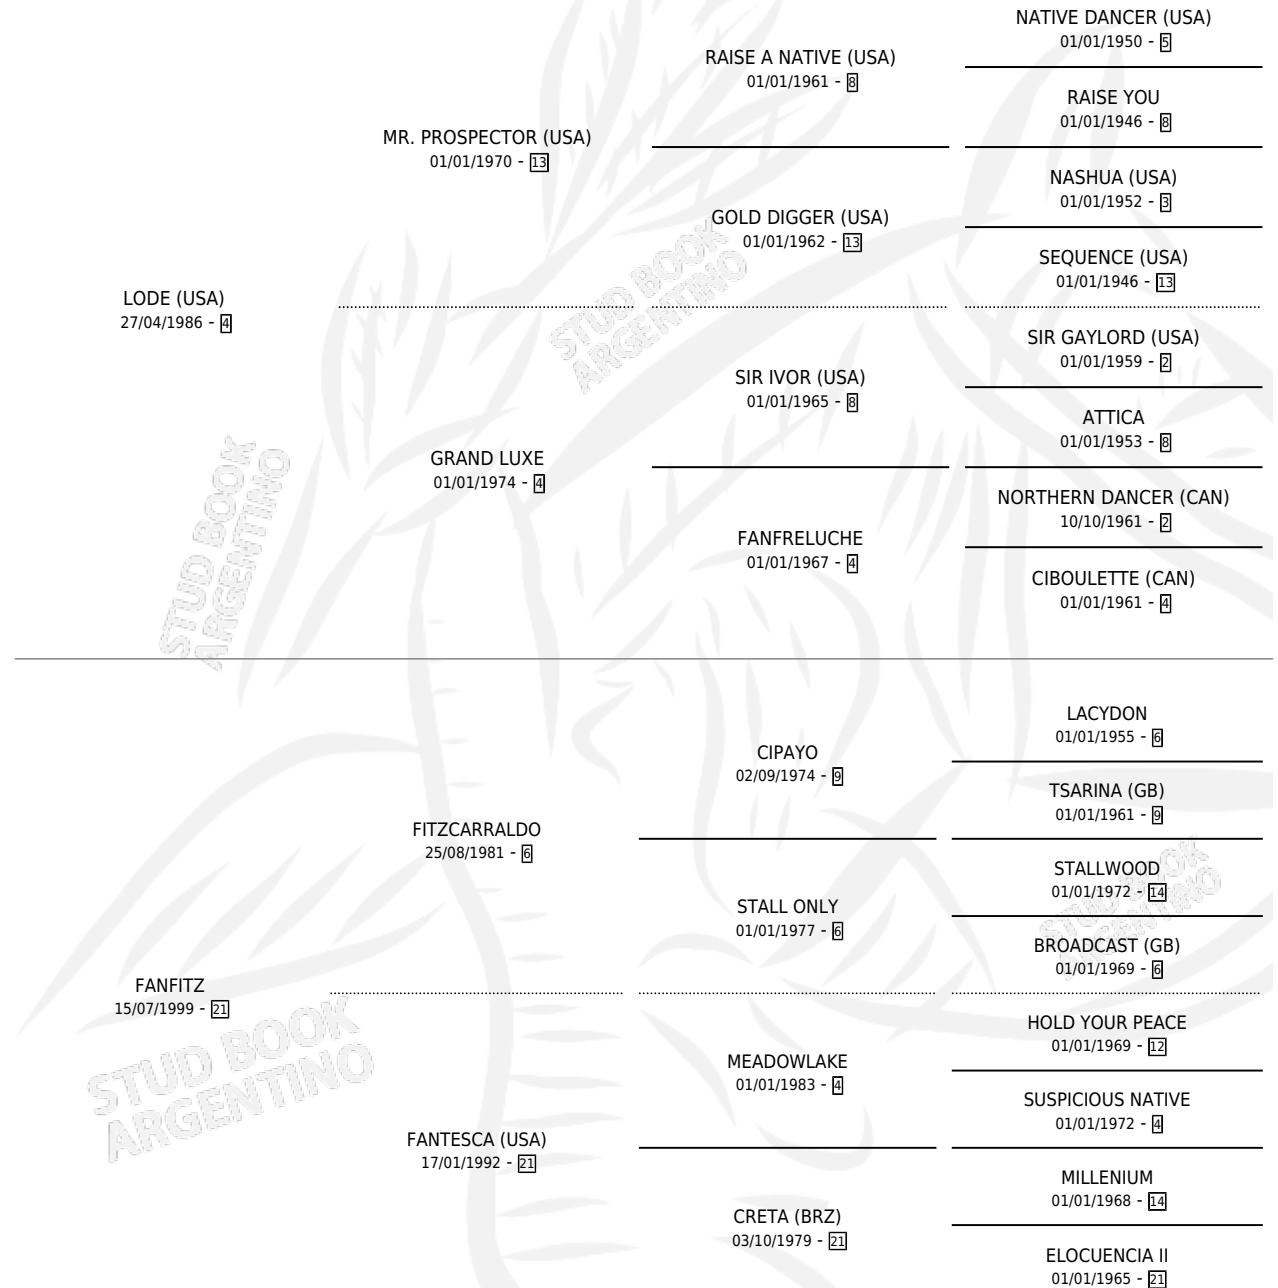 NATIVE DANCER (USA)
01/01/1950 - 5
RAISE A NATIVE (USA)
01/01/1961 - 8
RAISE YOU
01/01/1946 - 8
MR. PROSPECTOR (USA)
01/01/1970 - 13
NASHUA (USA)
01/01/1952 - 3
GOLD DIGGER (USA)
01/01/1962 - 13
SEQUENCE (USA)
01/01/1946 - 13
LODE (USA)
27/04/1986 - 4
STUD BOOK
ARGENTINO
SIR GAYLORD (USA)
01/01/1959 - 2
SIR IVOR (USA)
01/01/1965 - 8
ATTICA
01/01/1953 - 8
GRAND LUXE
01/01/1974 - 4
NORTHERN DANCER (CAN)
10/10/1961 - 2
FANFRELUCHE
01/01/1967 - 4
CIBOULETTE (CAN)
01/01/1961 - 4
STUD BOOK
ARGENTINO
LACYDON
01/01/1955 - 6
CIPAYO
02/09/1974 - 9
TSARINA (GB)
01/01/1961 - 9
FITZCARRALDO
25/08/1981 - 6
STALLWOOD
01/01/1972 - 14
STALL ONLY
01/01/1977 - 6
BROADCAST (GB)
01/01/1969 - 6
STUD BOOK
ARGENTINO
FANFITZ
15/07/1999 - 21
HOLD YOUR PEACE
01/01/1969 - 12
MEADOWLAKE
01/01/1983 - 4
SUSPICIOUS NATIVE
01/01/1972 - 4
STUD BOOK
ARGENTINO
FANTESCA (USA)
17/01/1992 - 21
MILLENIUM
01/01/1968 - 14
CRETA (BRZ)
03/10/1979 - 21
ELOCUENCIA II
01/01/1965 - 21